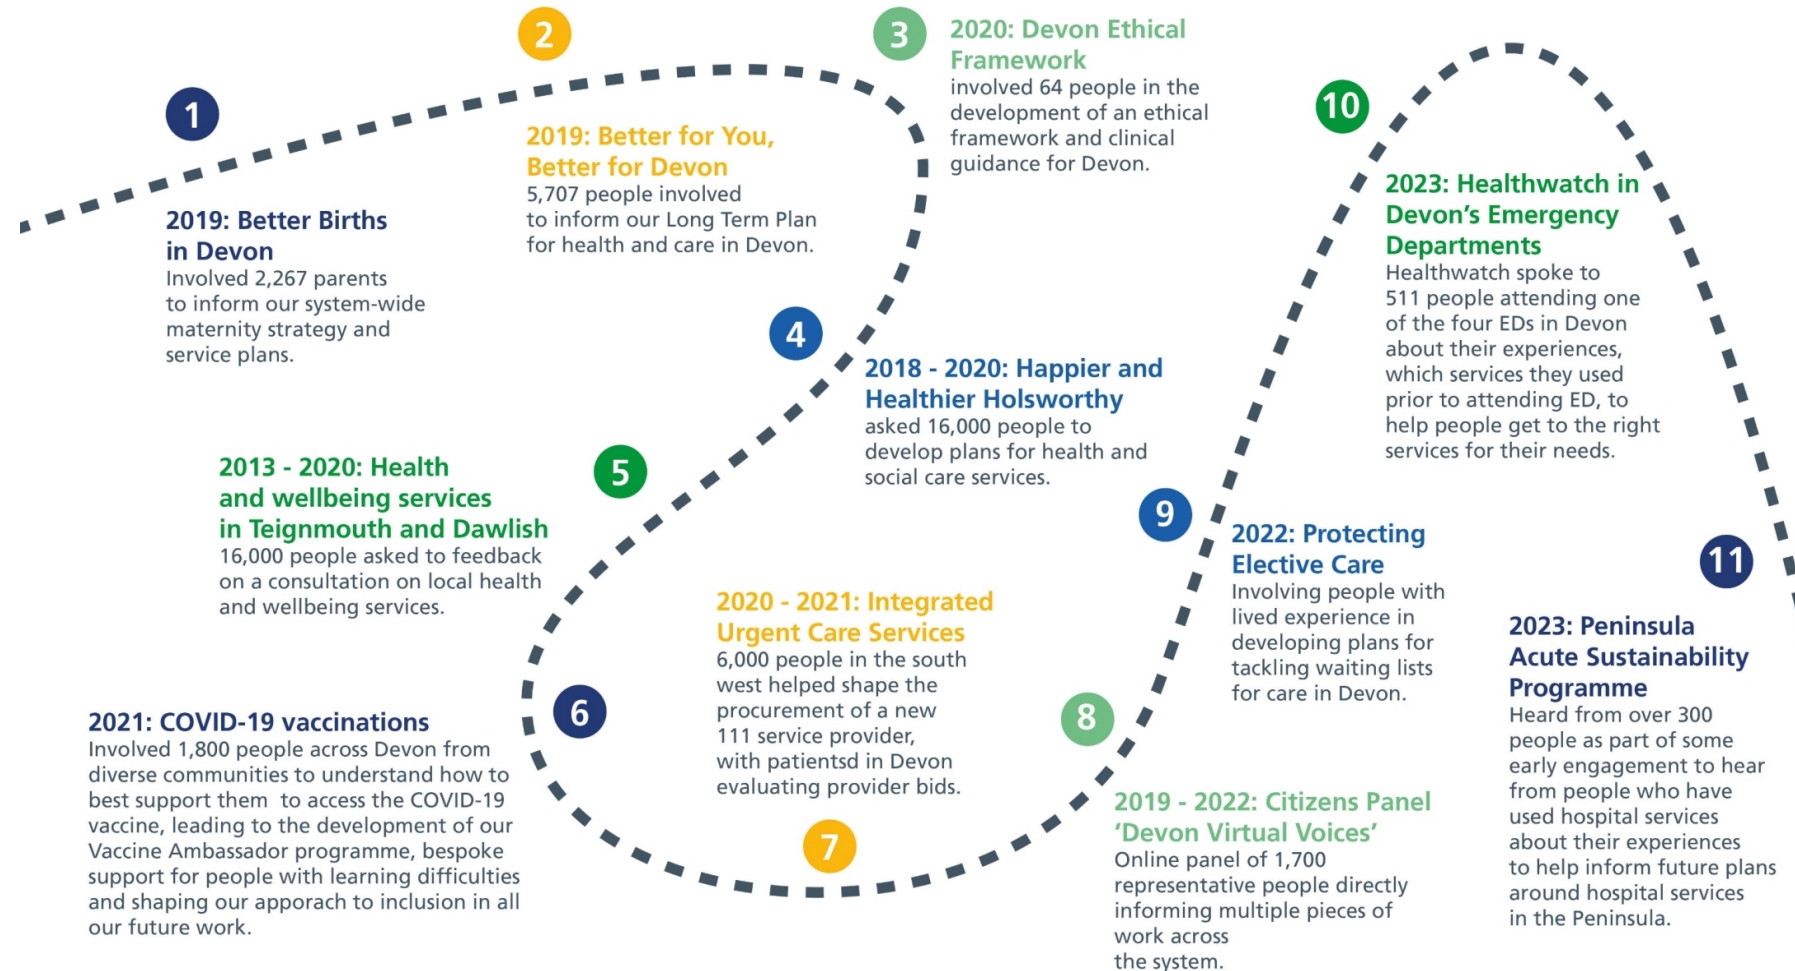 1
2019: Better Births
in Devon
Involved 2,267 parents
to inform our system-wide
maternity strategy and
service plans.
2
2019: Better for You,
Better for Devon
5,707 people involved
to inform our Long Term Plan
for health and care in Devon.
3
2020: Devon Ethical
Framework
involved 64 people in the
development of an ethical
framework and clinical
guidance for Devon.
4
2018 - 2020: Happier and
Healthier Holsworthy
asked 16,000 people to
develop plans for health and
social care services.
5
2013 - 2020: Health
and wellbeing services
in Teignmouth and Dawlish
16,000 people asked to feedback
on a consultation on local health
and wellbeing services.
6
2021: COVID-19 vaccinations
Involved 1,800 people across Devon from
diverse communities to understand how to
best support them  to access the COVID-19
vaccine, leading to the development of our
Vaccine Ambassador programme, bespoke
support for people with learning difficulties
and shaping our apporach to inclusion in all
our future work.
7
2020 - 2021: Integrated
Urgent Care Services
6,000 people in the south
west helped shape the
procurement of a new
111 service provider,
with patientsd in Devon
evaluating provider bids.
8
2019 - 2022: Citizens Panel
‘Devon Virtual Voices’
Online panel of 1,700
representative people directly
informing multiple pieces of
work across
the system.
9
2022: Protecting
Elective Care
Involving people with
lived experience in
developing plans for
tackling waiting lists
for care in Devon.
10
2023: Healthwatch in
Devon’s Emergency
Departments
Healthwatch spoke to
511 people attending one
of the four EDs in Devon
about their experiences,
which services they used
prior to attending ED, to
help people get to the right
services for their needs.
11
2023: Peninsula
Acute Sustainability
Programme
Heard from over 300
people as part of some
early engagement to hear
from people who have
used hospital services
about their experiences
to help inform future plans
around hospital services
in the Peninsula.